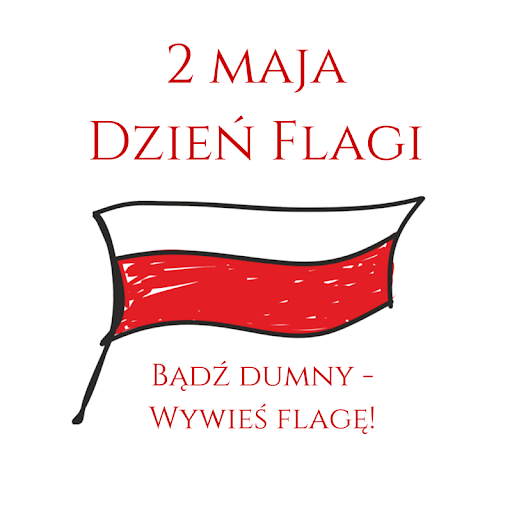 2 maja
Dzień Flagi
Bądź dumny -
Wywieś flagę!